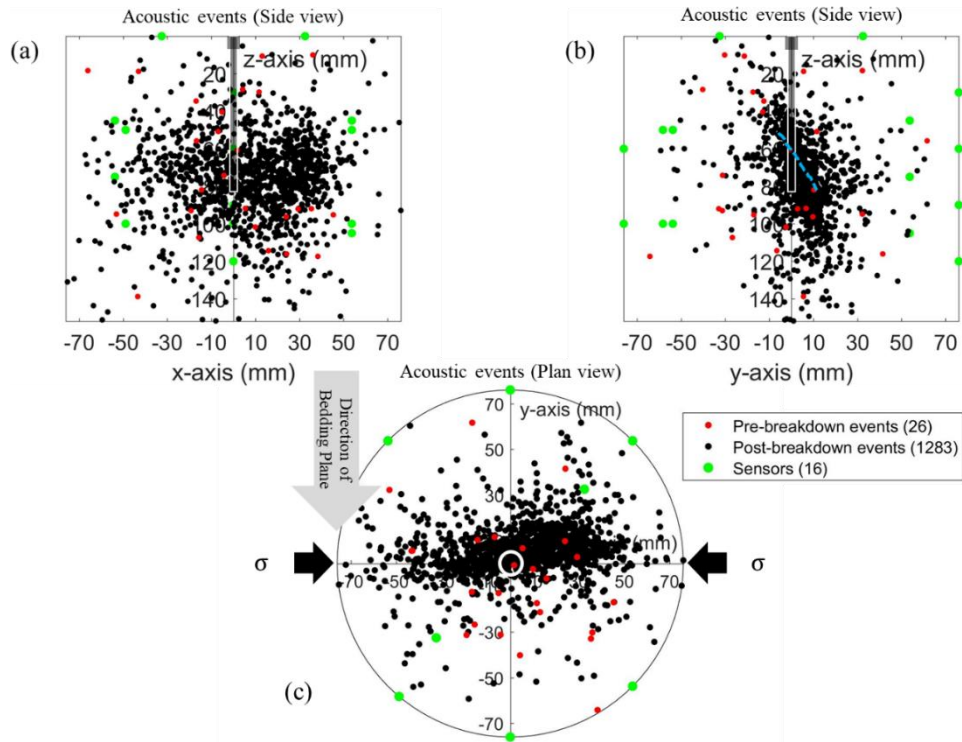 Acoustic events (Side view)
(a)
z-axis (mm)
20
40
80
100
120
140
-70 -50 -30 -10 10 30 50 70
x-axis (mm)
Acoustic events (Side view)
(b)
z-axis (mm)
20
40
60
80
100
120
140
-70 -50 -30 -10 10 30 50 70
y-axis (mm)
Direction of
Bedding Plane
Acoustic events (Plan view)
y-axis (mm)
70
50
30
(mm)
-70 -50 -30 -10 10 30 50 70
-30
-50
-70
σ
σ
(c)
Pre-breakdown events (26)
Post-breakdown events (1283)
Sensors (16)